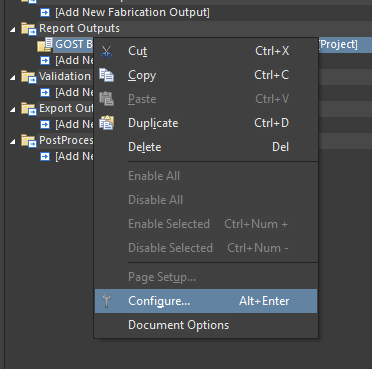 [Add New Fabrication Output]
Report Outputs
GOST B
Project]
[Add Ne
Validation
[Add Ne
Export Out
[Add Ne
PostProces
[Add Ne
Cut Ctrl+X
Copy Ctrl+C
Paste Ctrl+V
Duplicate Ctrl+D
Delete Del
Enable All
Disable All
Enable Selected Ctrl+Num +
Disable Selected Ctrl+Num -
Page Setup...
Configure... Alt+Enter
Document Options